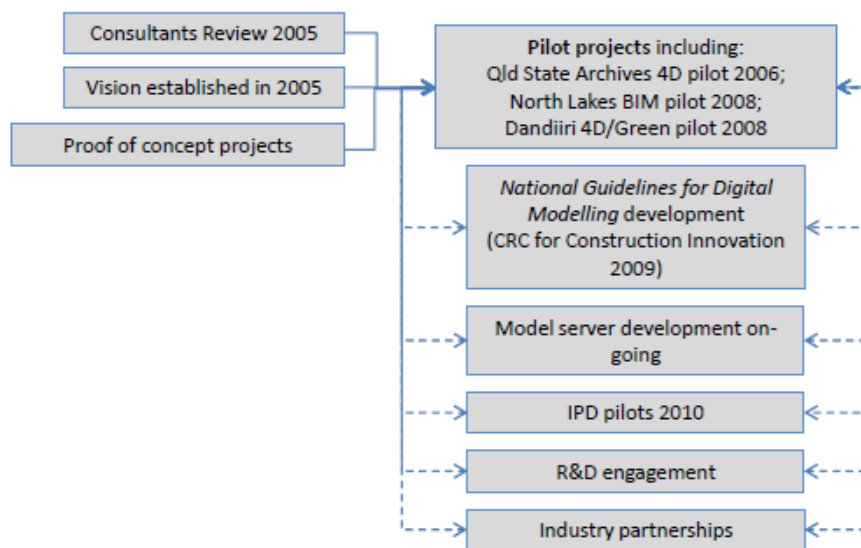 Consultants Review 2005
Vision established in 2005
Proof of concept projects
Pilot projects including:
Qld State Archives 4D pilot 2006;
North Lakes BIM pilot 2008;
Dandiiri 4D/Green pilot 2008
National Guidelines for Digital
Modelling development
(CRC for Construction Innovation
2009)
Model server development on-
going
IPD pilots 2010
R&D engagement
Industry partnerships